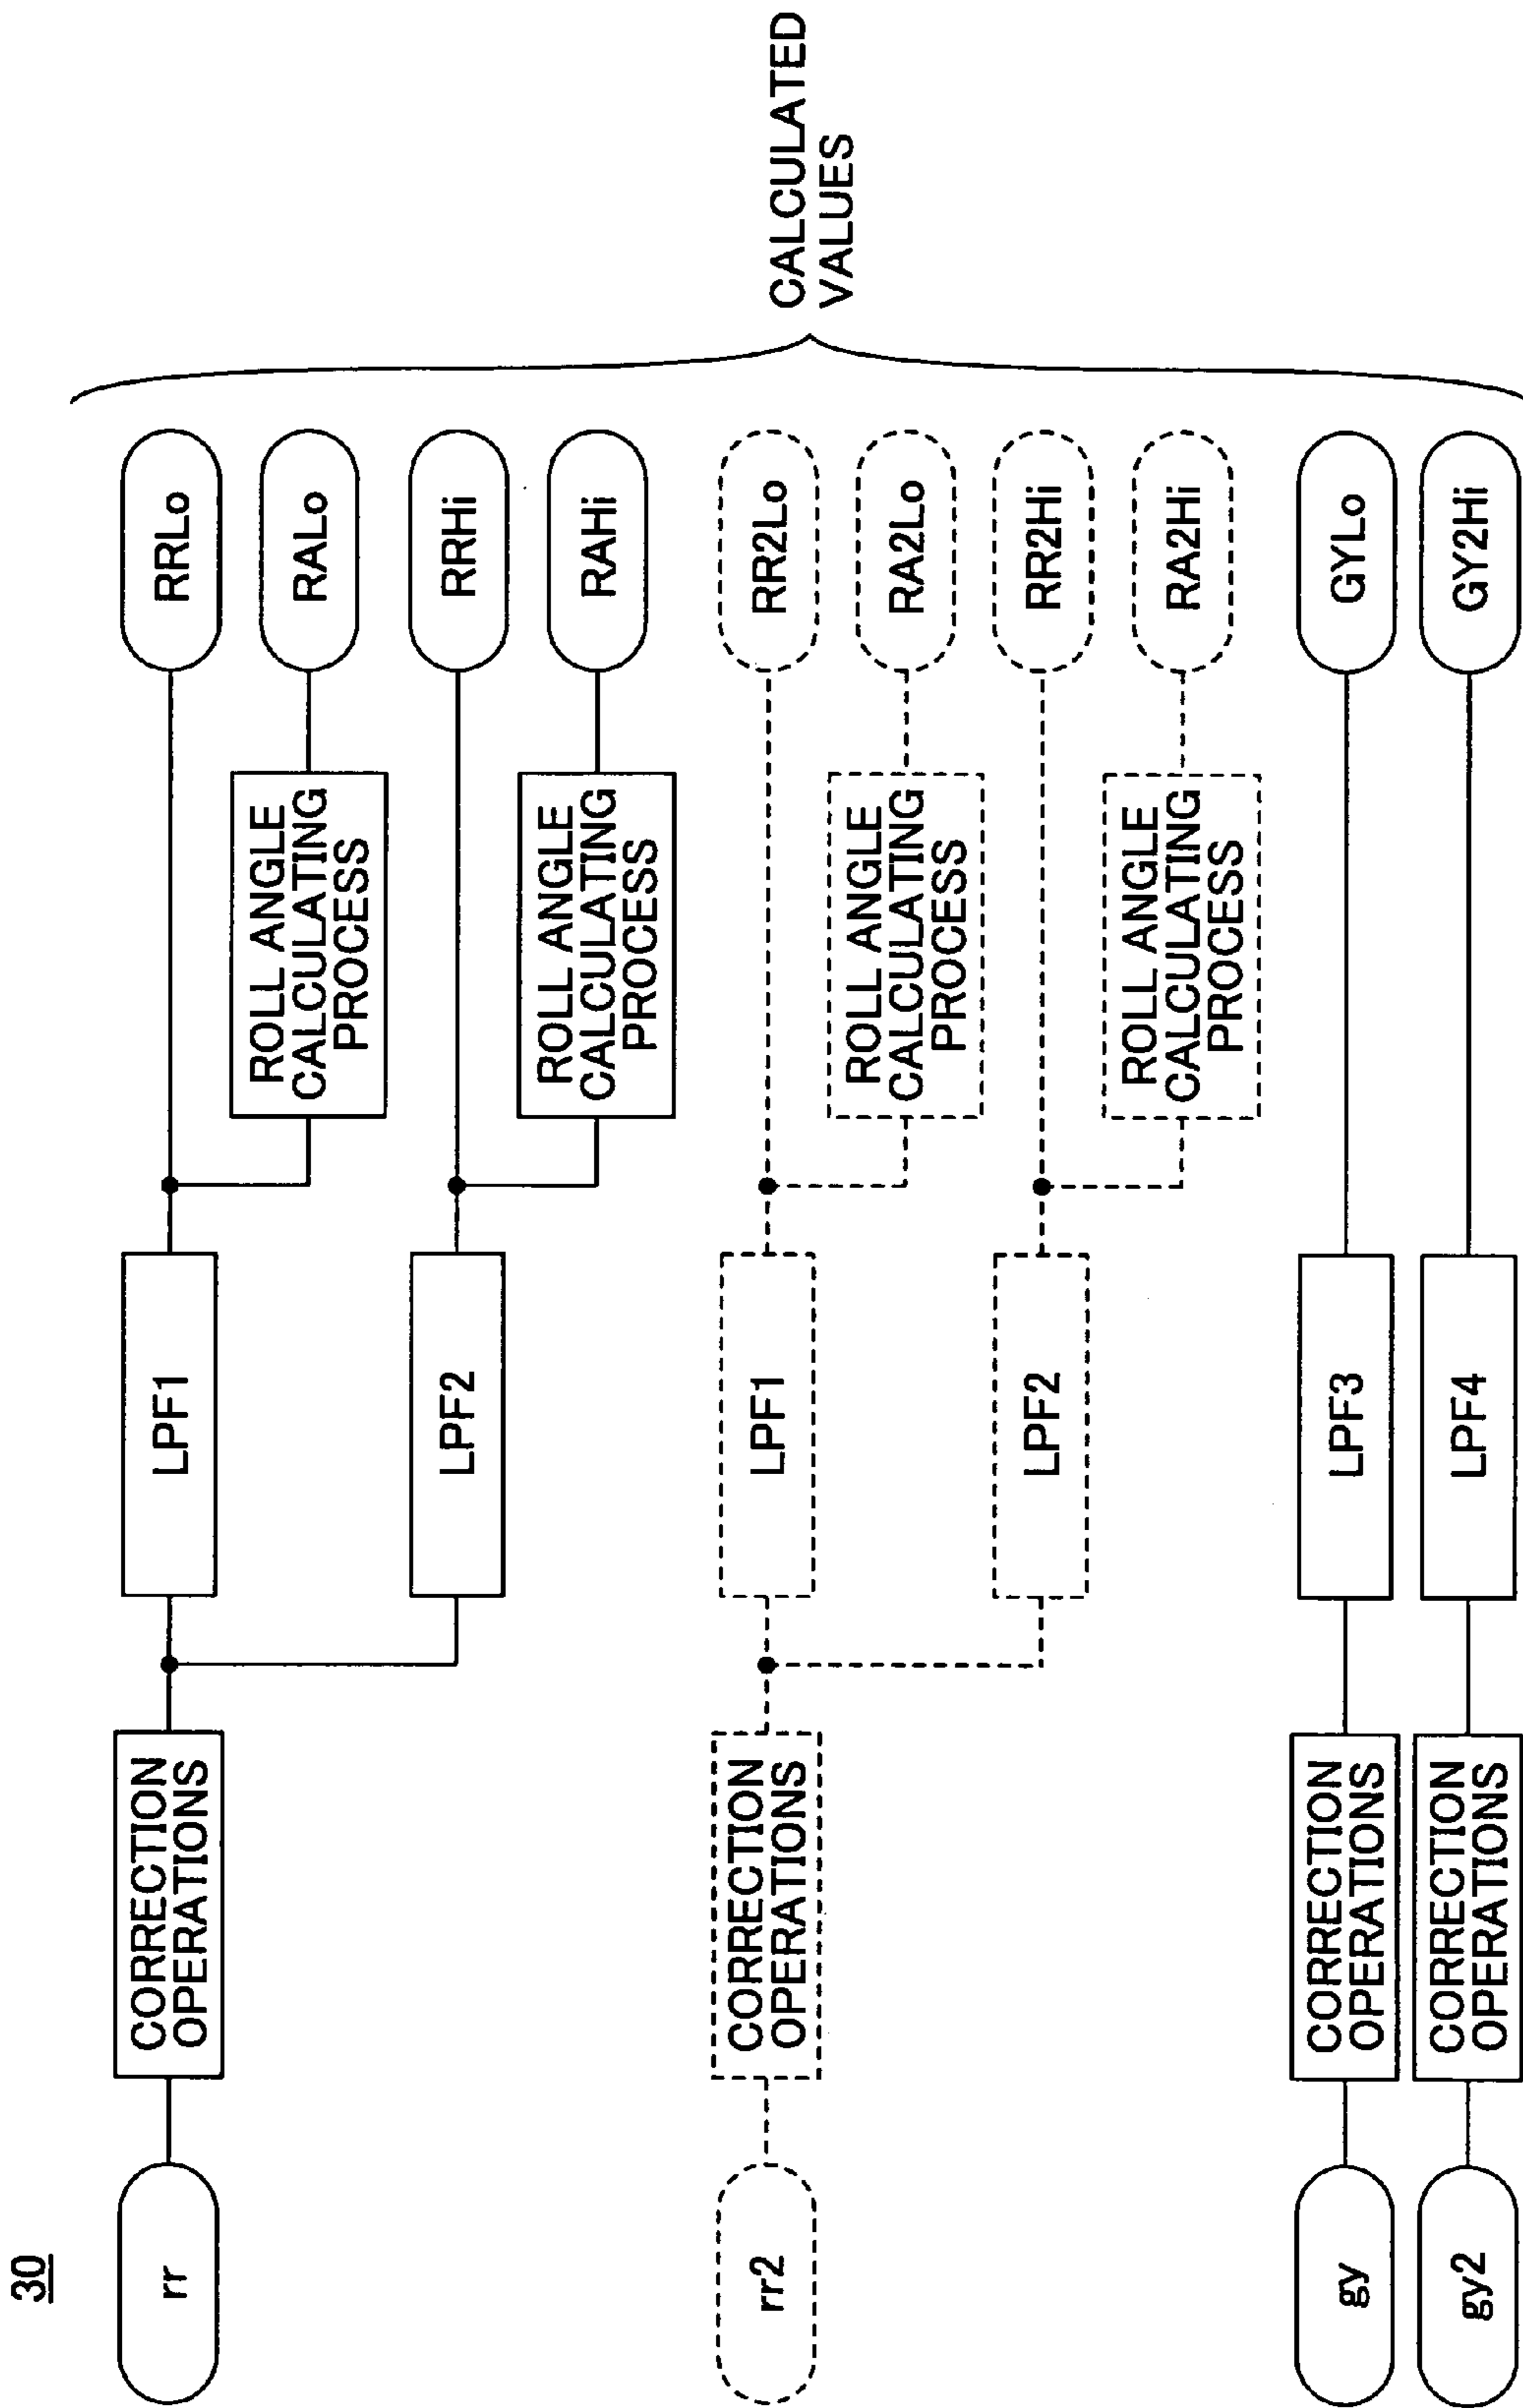 30
rr
CORRECTION
OPERATIONS
LPF1
RRLo
ROLL ANGLE
CALCULATING
PROCESS
RALo
LPF2
RRHi
ROLL ANGLE
CALCULATING
PROCESS
RAHi
rr2
CORRECTION
OPERATIONS
LPF1
RR2Lo
ROLL ANGLE
CALCULATING
PROCESS
RA2Lo
LPF2
RR2Hi
ROLL ANGLE
CALCULATING
PROCESS
RA2Hi
gy
CORRECTION
OPERATIONS
LPF3
GYLo
gy2
CORRECTION
OPERATIONS
LPF4
GY2Hi
CALCULATED
VALUES